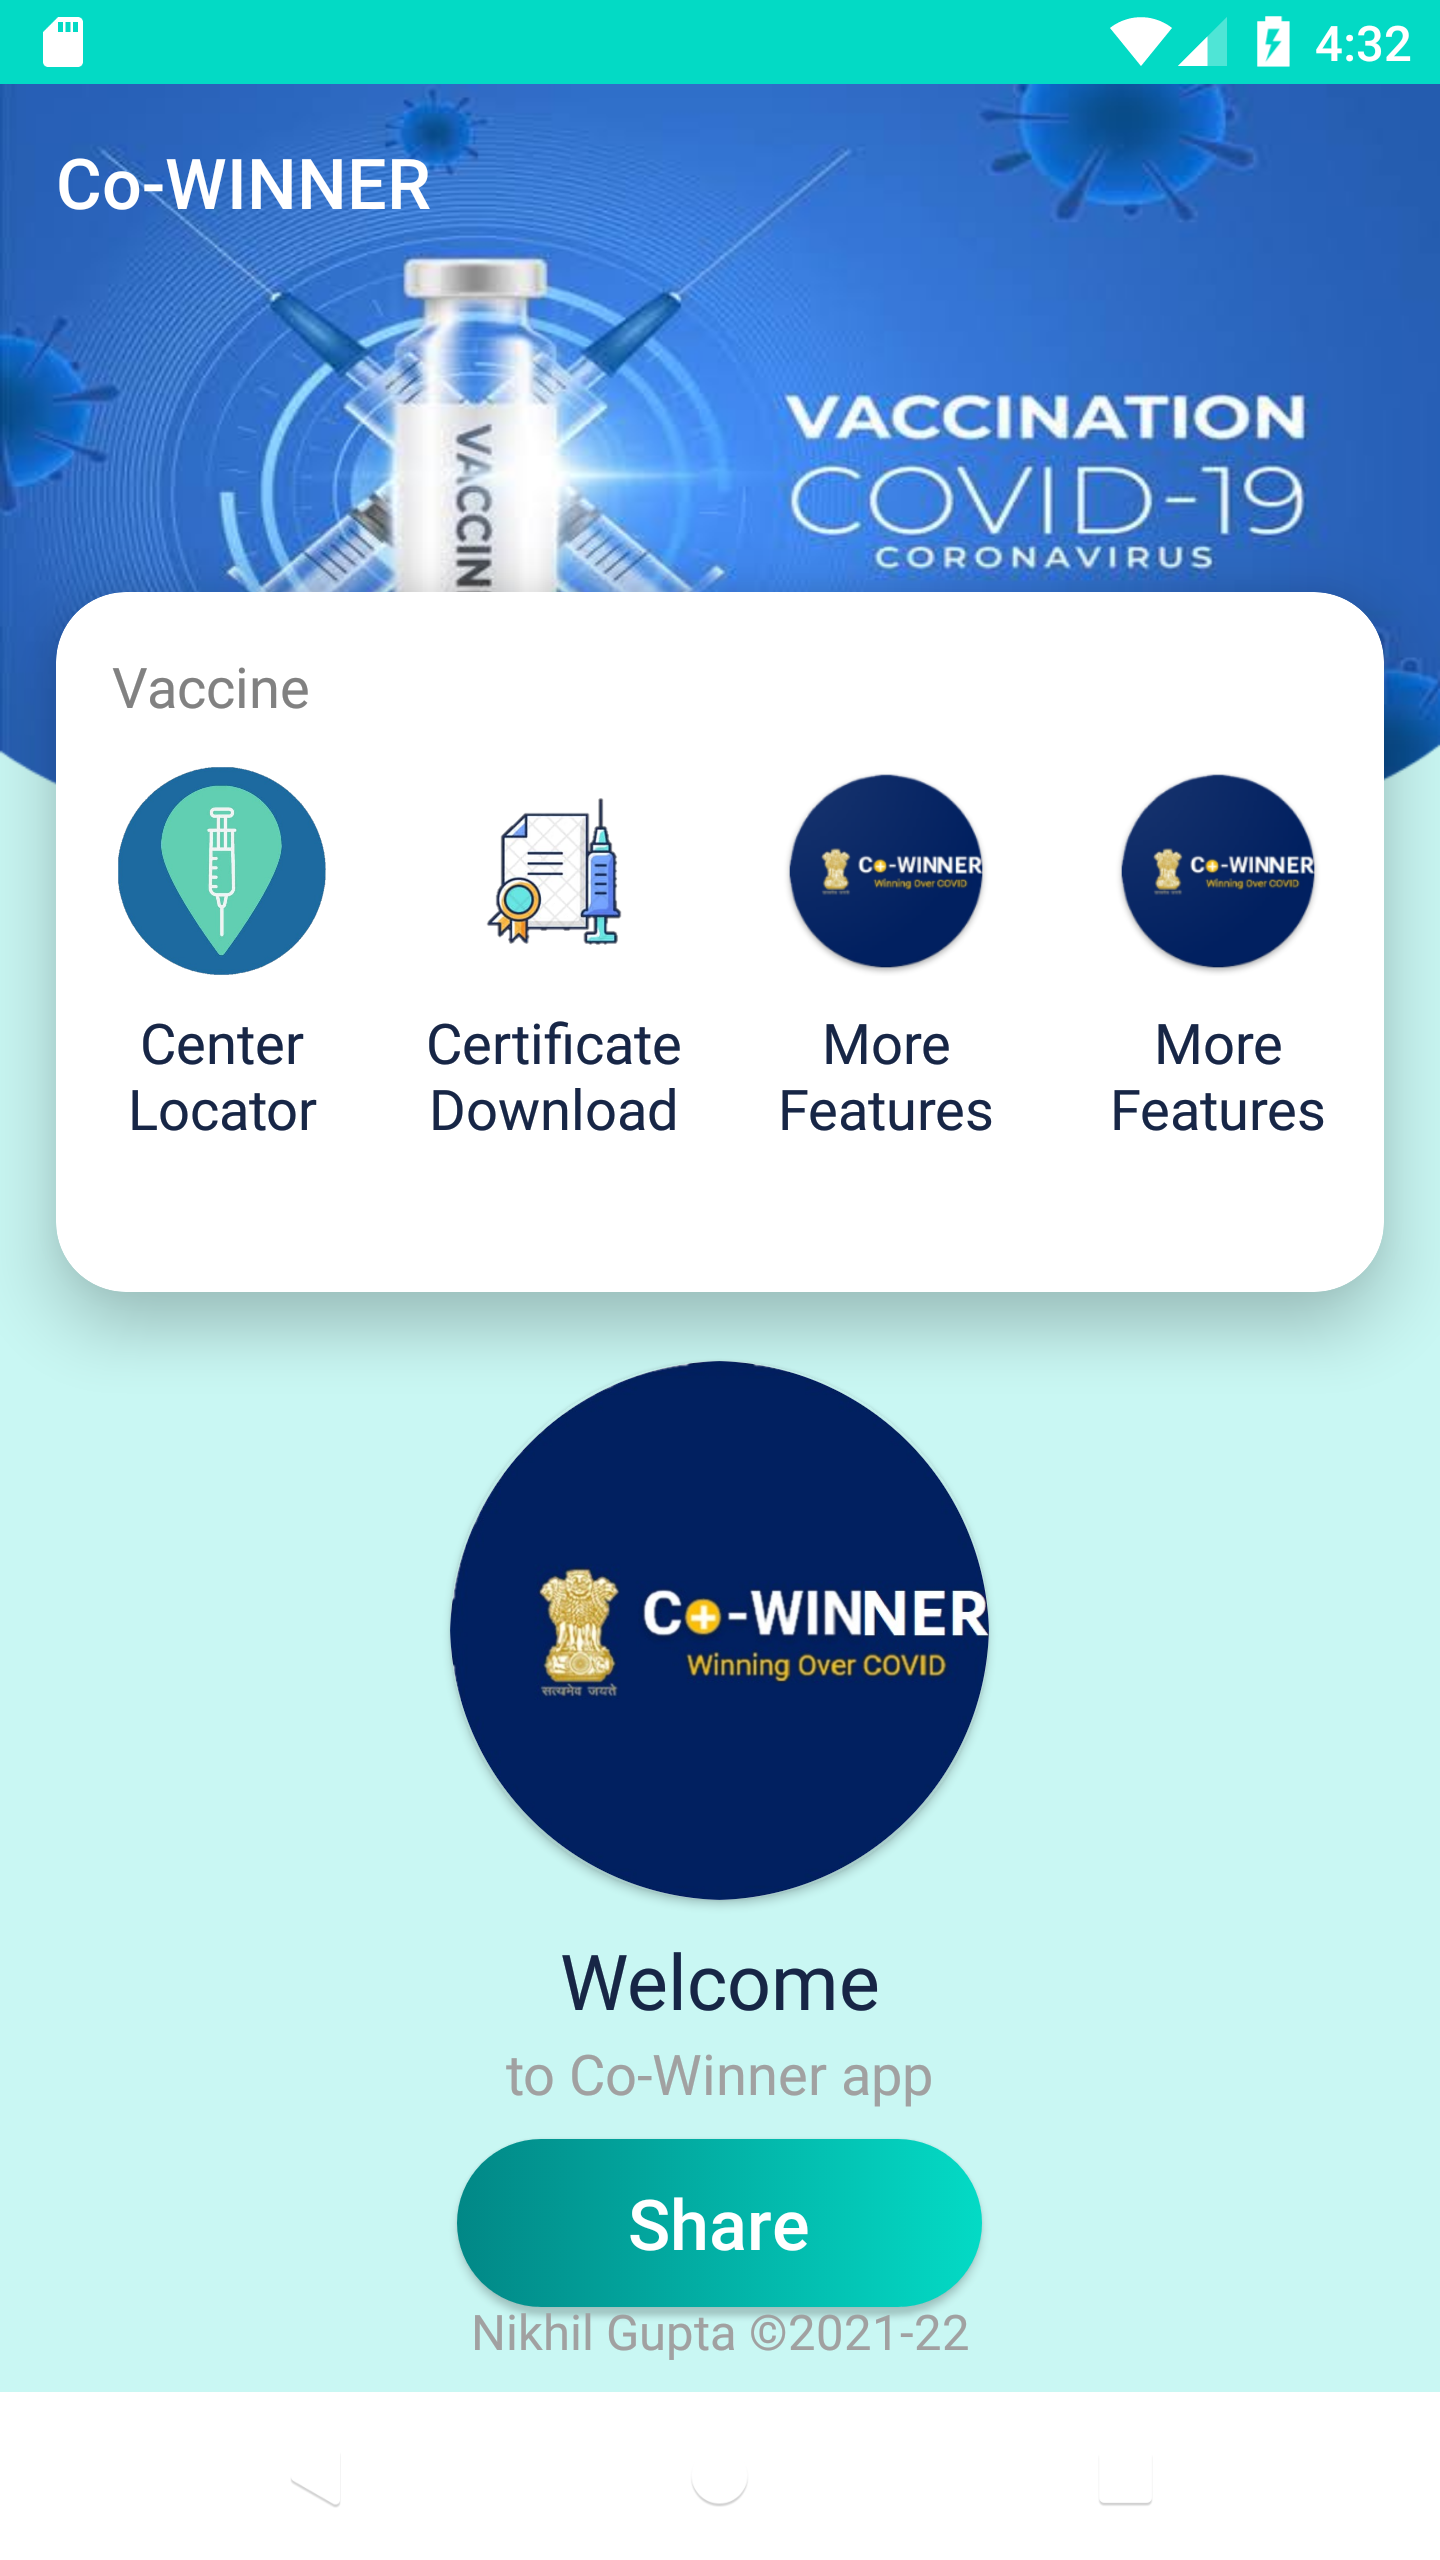 4:32
Co-WINNER
VACCINATION
COVID-19
CORONAVIRUS
VACCIN
Vaccine
Co-WINNER
Winning Over COVID
Co-WINNER
Winning Over COVID
Center
Locator
Certificate
Download
More
Features
More
Features
Co-WINNER
Winning Over COVID
सत्यमेव जयते
Welcome
to Co-Winner app
Share
Nikhil Gupta ©2021-22